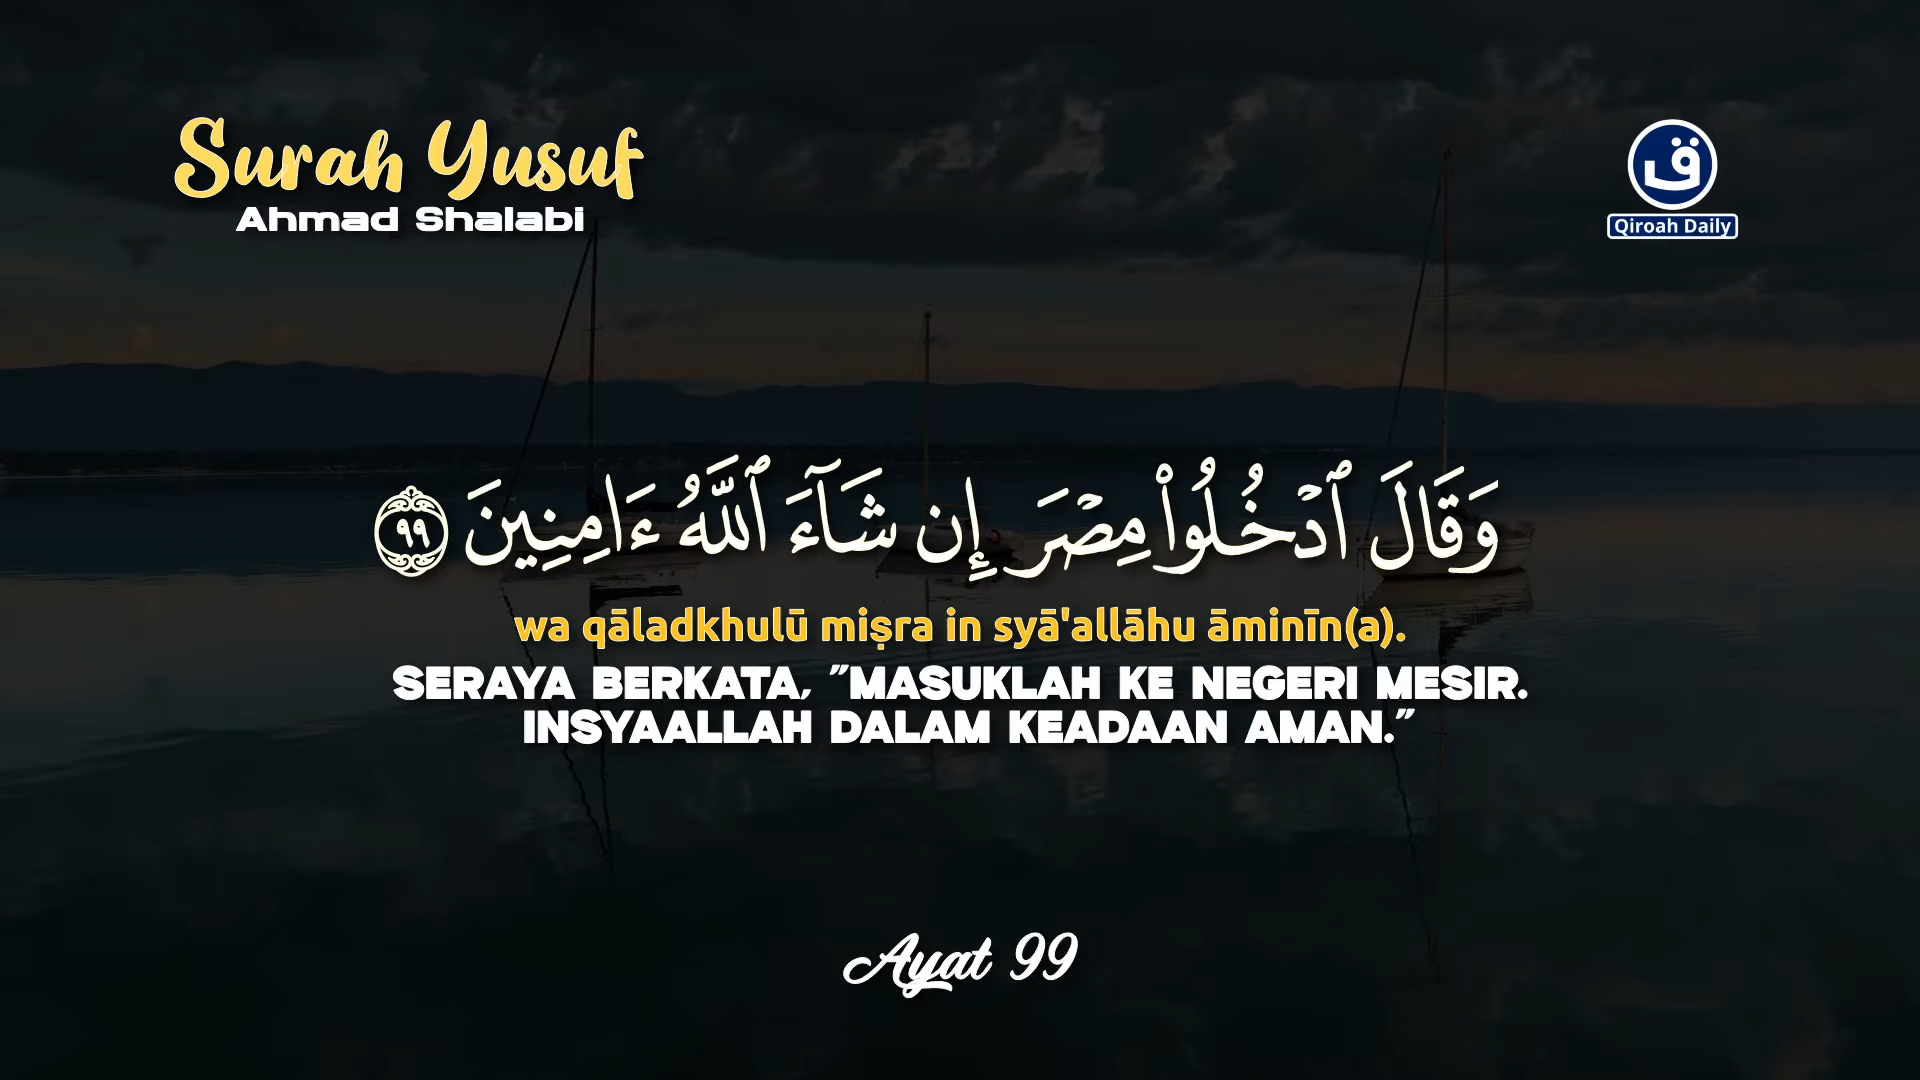 Surah Yusuf
Ahmad Shalabi
ق
Qiroah Daily
وَقَالَ ٱدْخُلُوا۟ مِصْرَ إِن شَآءَ ٱللَّهُ ءَامِنِينَ ٩٩
wa qāladkhulū miṣra in syā'allāhu āminīn(a).
SERAYA BERKATA, "MASUKLAH KE NEGERI MESIR.
INSYAALLAH DALAM KEADAAN AMAN."
Ayat 99